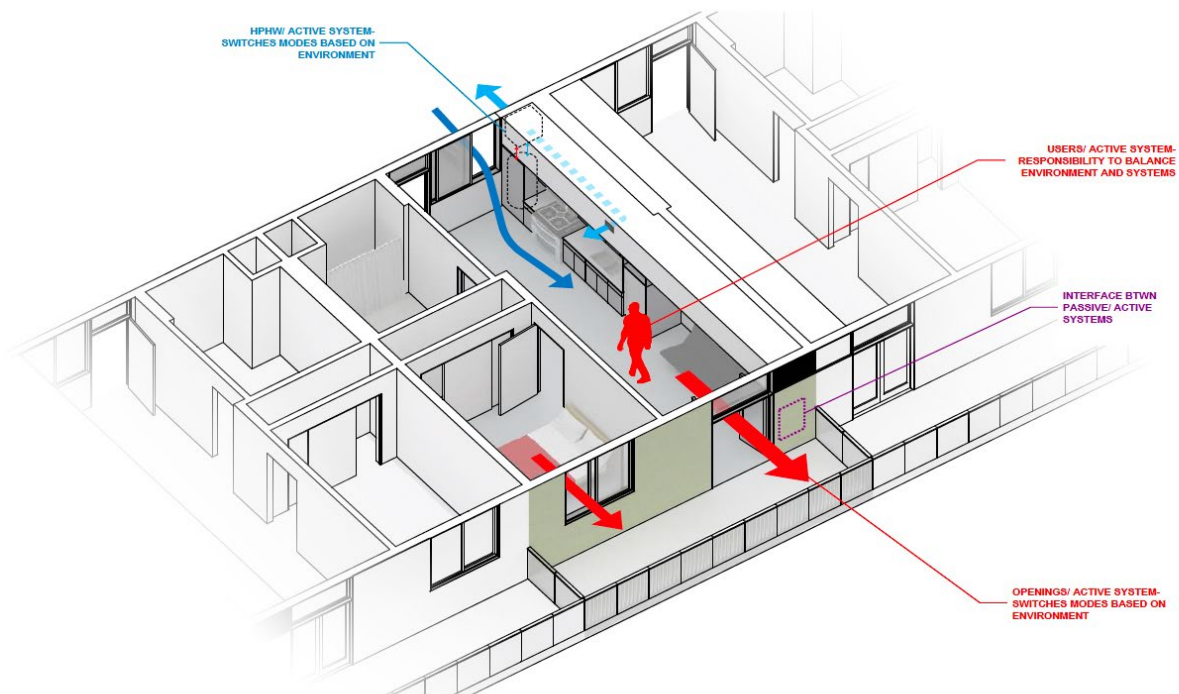 HPHW/ ACTIVE SYSTEM-
SWITCHES MODES BASED ON
ENVIRONMENT
USERS/ ACTIVE SYSTEM-
RESPONSIBILITY TO BALANCE
ENVIRONMENT AND SYSTEMS
INTERFACE BTWN
PASSIVE/ ACTIVE
SYSTEMS
OPENINGS/ ACTIVE SYSTEM-
SWITCHES MODES BASED ON
ENVIRONMENT